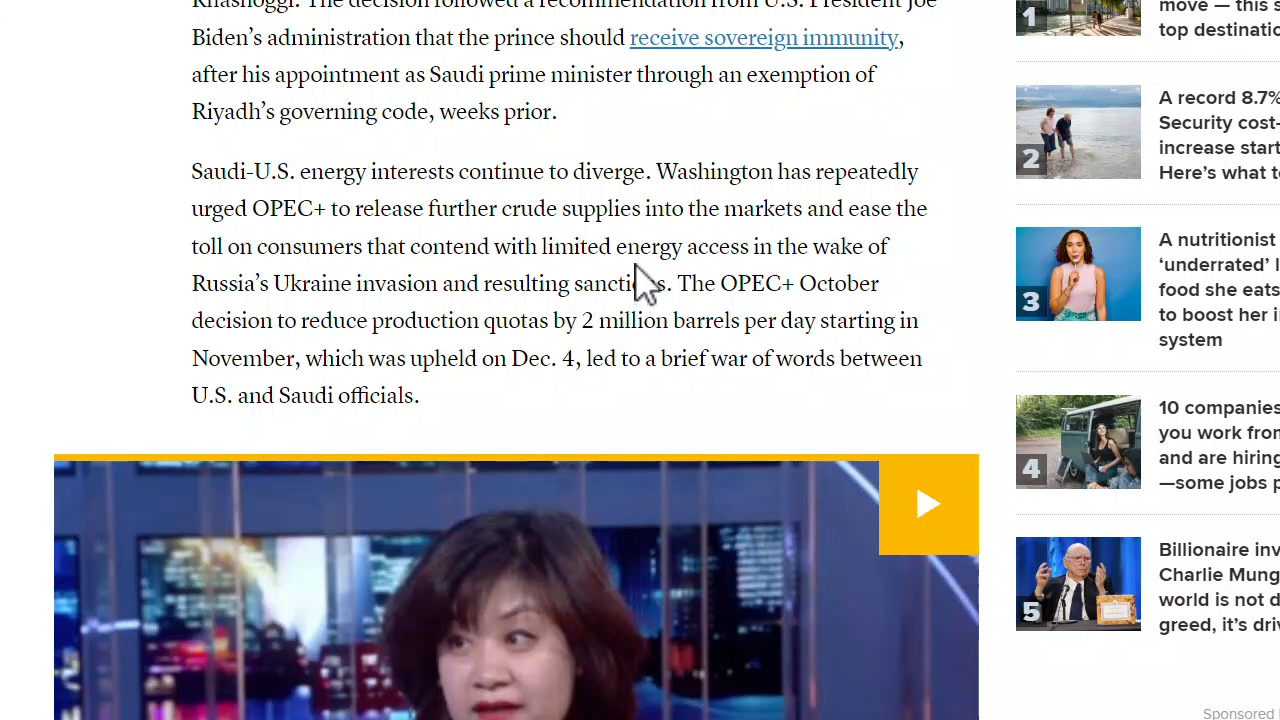 Khashoggi. The decision followed a recommendation from U.S. President Joe
Biden’s administration that the prince should receive sovereign immunity,
after his appointment as Saudi prime minister through an exemption of
Riyadh’s governing code, weeks prior.
Saudi-U.S. energy interests continue to diverge. Washington has repeatedly
urged OPEC+ to release further crude supplies into the markets and ease the
toll on consumers that contend with limited energy access in the wake of
Russia’s Ukraine invasion and resulting sanctions. The OPEC+ October
decision to reduce production quotas by 2 million barrels per day starting in
November, which was upheld on Dec. 4, led to a brief war of words between
U.S. and Saudi officials.
1
move — this s
top destinatio
2
A record 8.7%
Security cost-
increase start
Here’s what to
3
A nutritionist
‘underrated’ l
food she eats
to boost her i
system
4
10 companies
you work from
and are hiring
—some jobs p
5
Billionaire inv
Charlie Mung
world is not d
greed, it’s driv
Sponsored